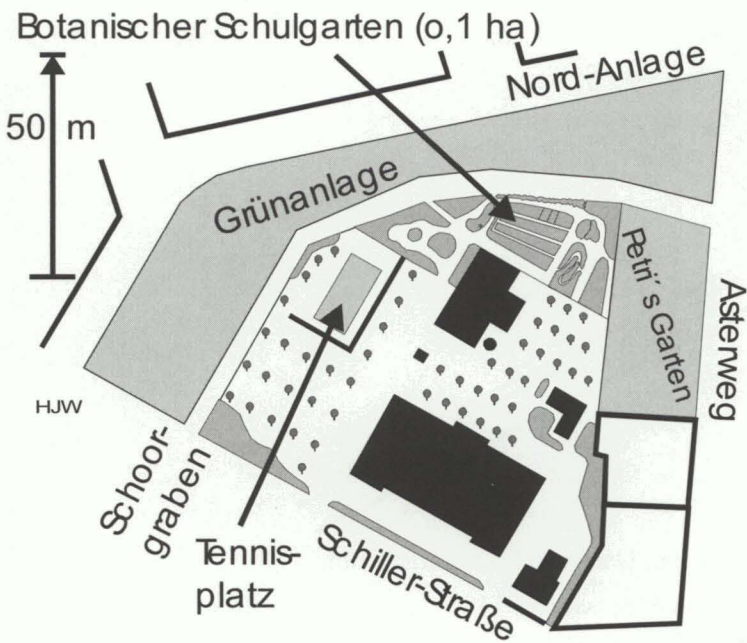 Botanischer Schulgarten (o,1 ha)
Nord-Anlage
50 m
Grünanlage
Petri´s Garten
Asterweg
HJW
Schoor-
graben
Tennis-
platz
Schiller-Straße